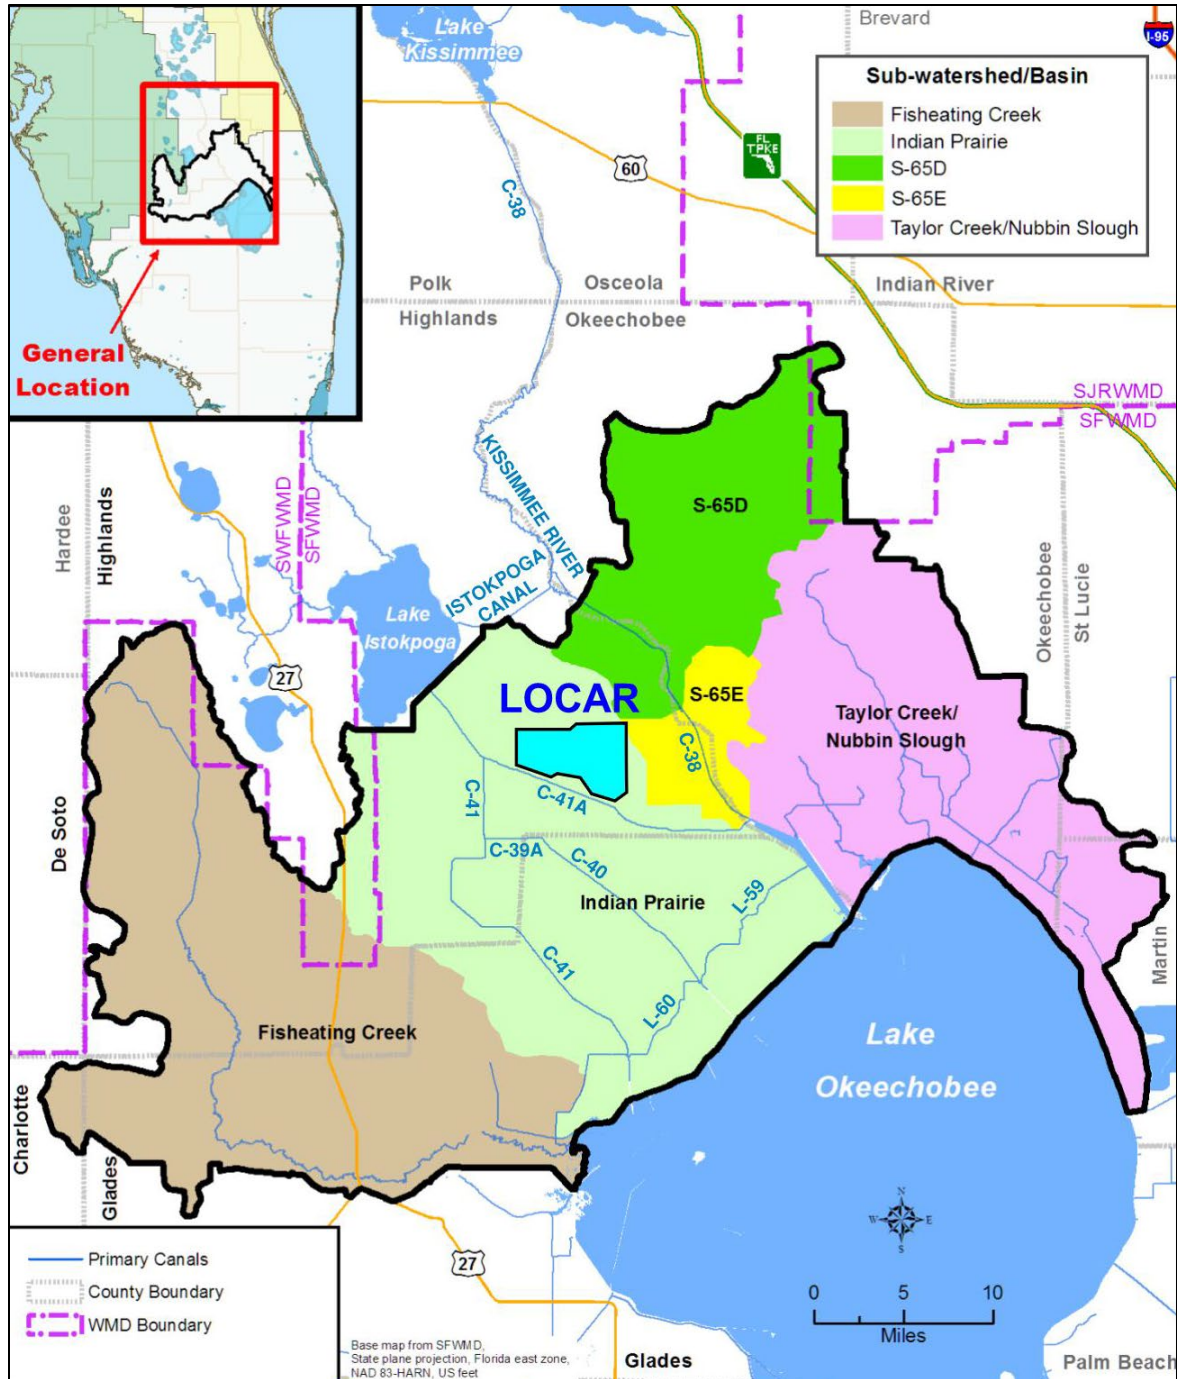 Lake
Kissimmee
Brevard
I-95
Sub-watershed/Basin
Fisheating Creek
Indian Prairie
S-65D
S-65E
Taylor Creek/Nubbin Slough
FL
TPKE
60
C-38
General
Location
Polk
Osceola
Indian River
Highlands
Okeechobee
SJRWMD
SFWMD
KISSIMMEE RIVER
ISTOKPOGA
CANAL
S-65D
Hardee
Highlands
SWFWMD
SFWMD
Okeechobee
St Lucie
Lake
Istokpoga
27
LOCAR
S-65E
Taylor Creek/
Nubbin Slough
C-38
C-41
C-41A
De Soto
C-39A
C-40
Indian Prairie
L-59
C-41
L-60
Martin
Fisheating Creek
Lake
Okeechobee
Charlotte
Glades
N
W
E
S
Primary Canals
County Boundary
WMD Boundary
27
0 5 10
Miles
Base map from SFWMD,
State plane projection, Florida east zone,
NAD 83-HARN, US feet
Glades
Palm Beach